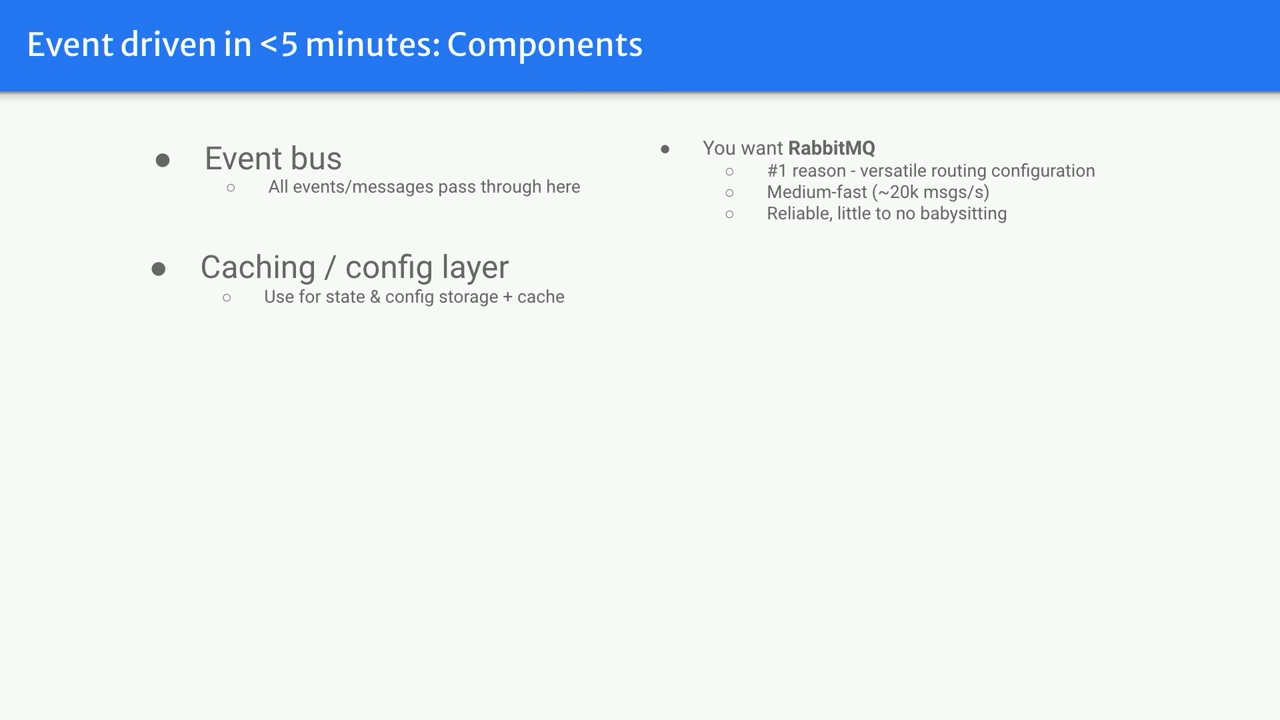 Event driven in <5 minutes: Components
● Event bus
○ All events/messages pass through here
● Caching / config layer
○ Use for state & config storage + cache
● You want RabbitMQ
○ #1 reason - versatile routing configuration
○ Medium-fast (~20k msgs/s)
○ Reliable, little to no babysitting